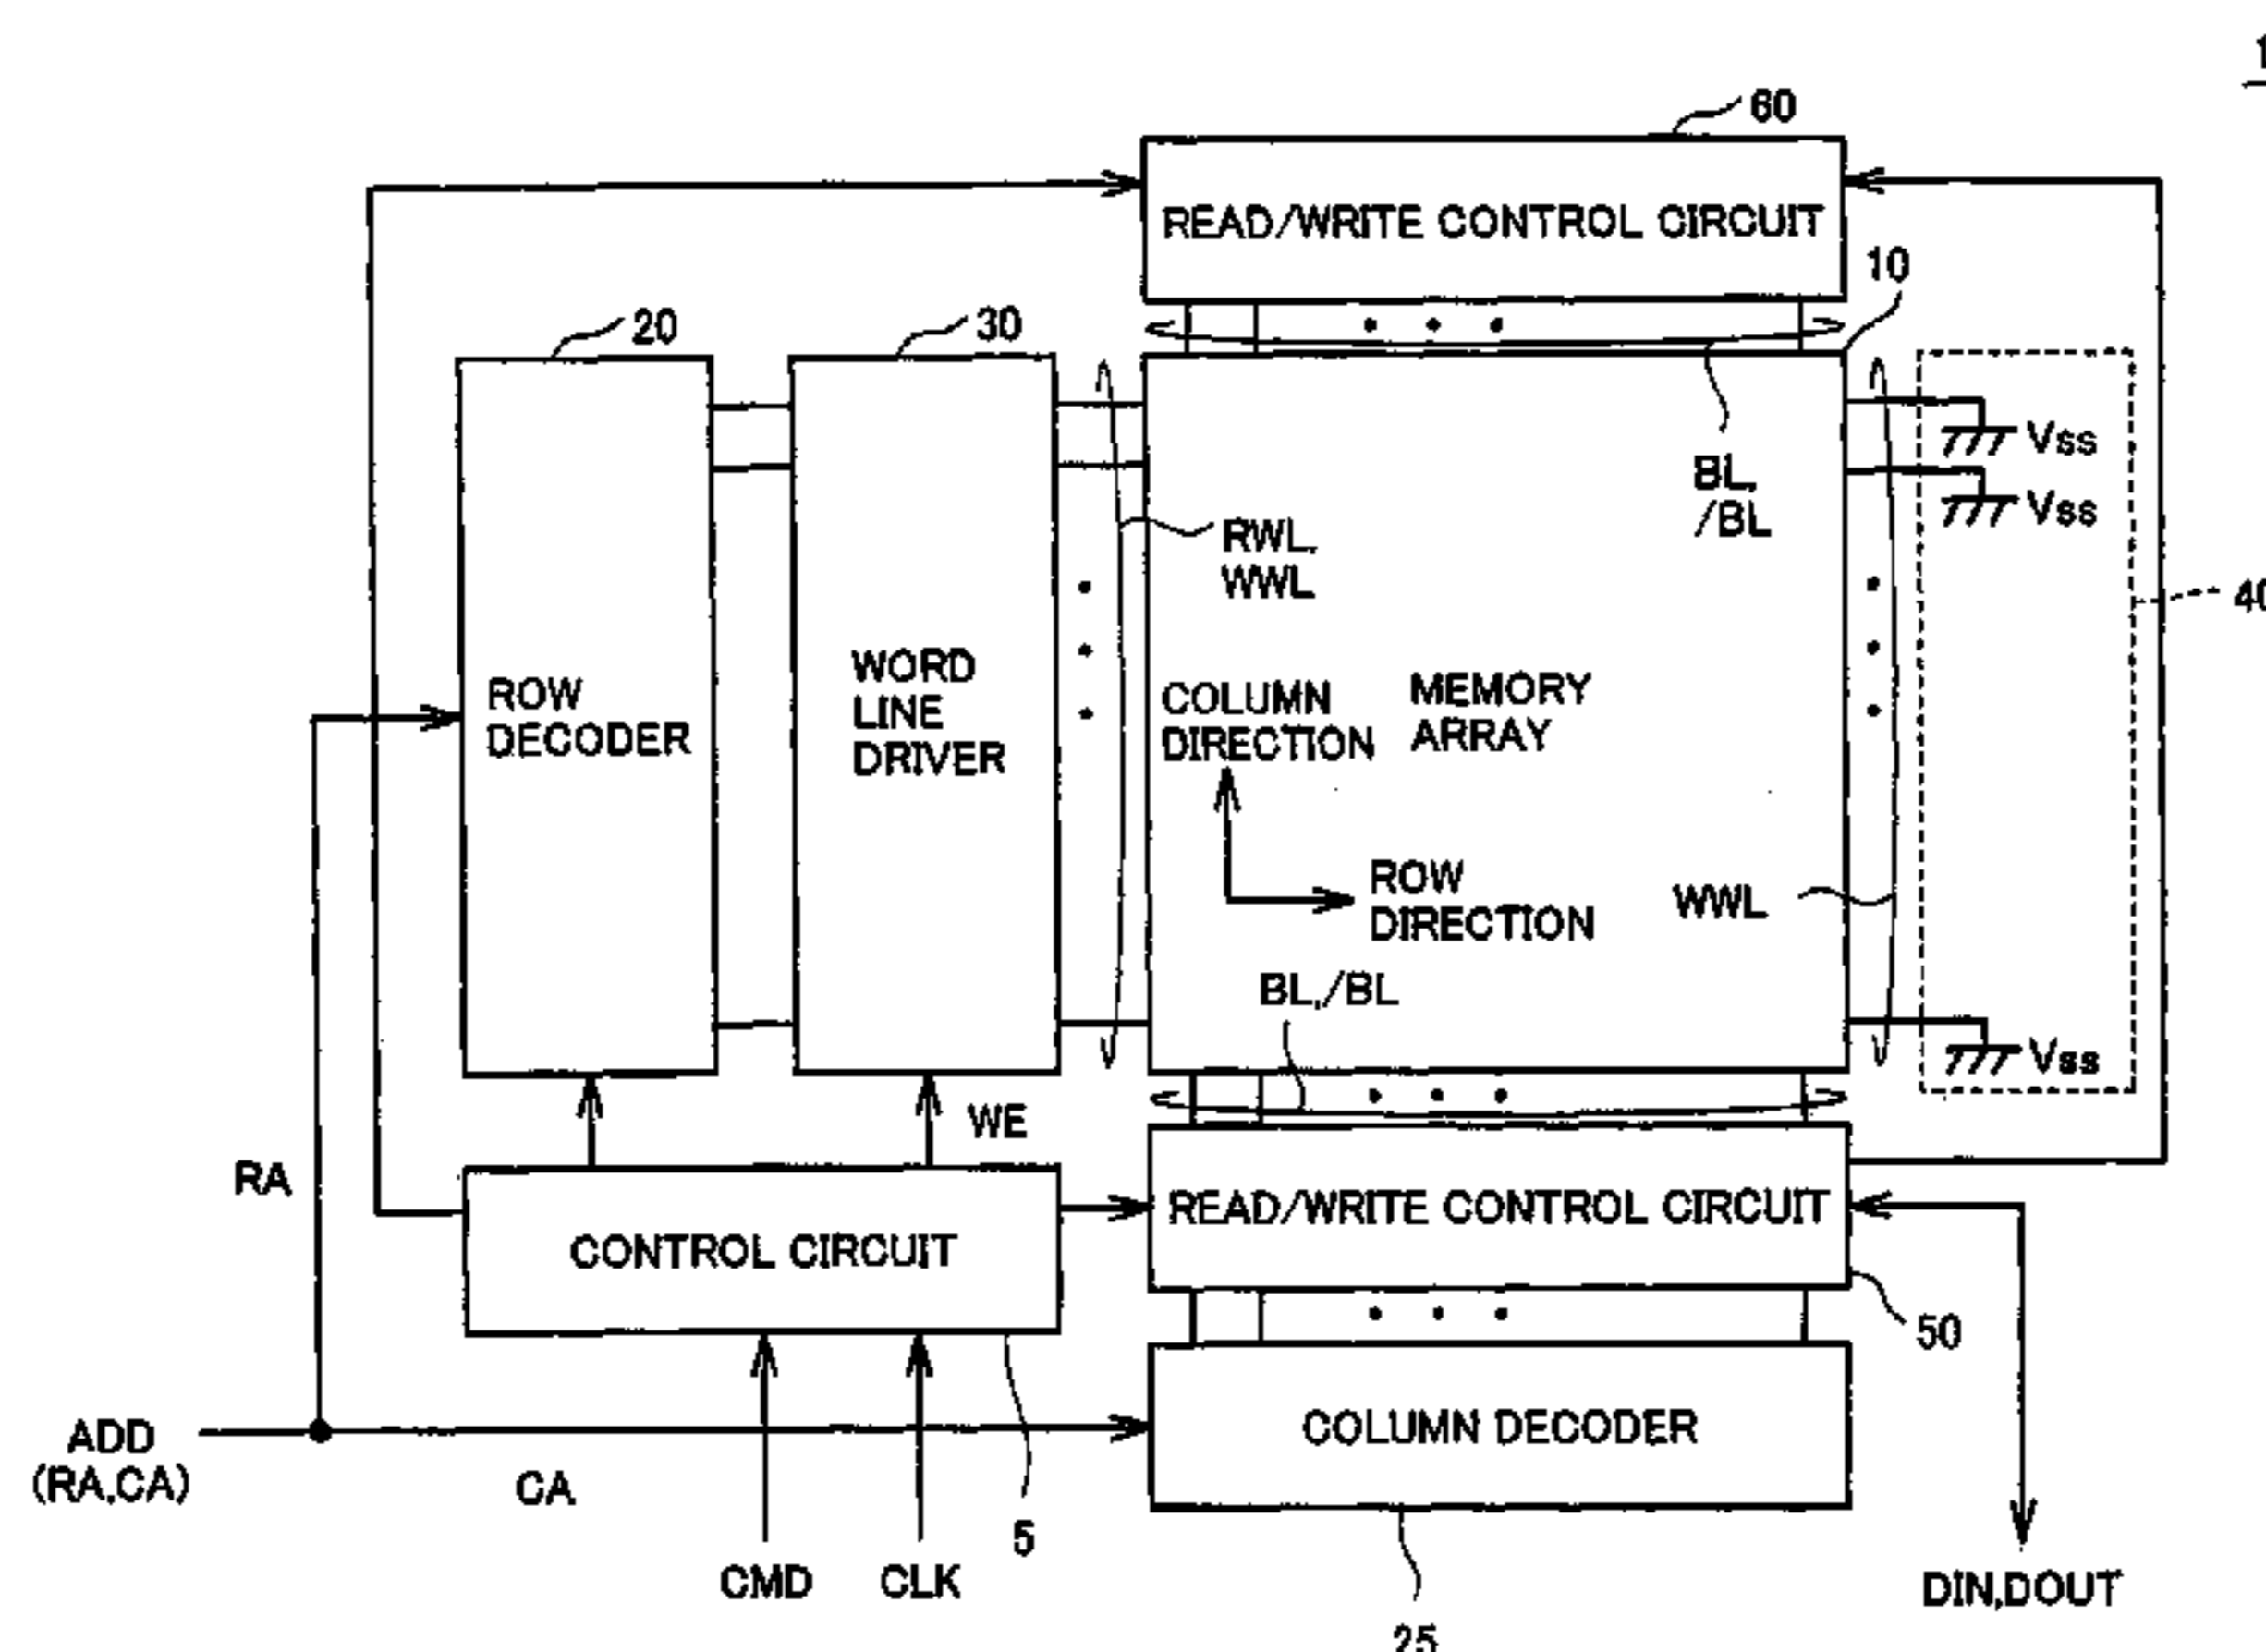 1
60
READ/WRITE CONTROL CIRCUIT
10
20
30
Vss
BL,
/BL
Vss
RWL,
WWL
40
WORD
LINE
DRIVER
ROW
DECODER
COLUMN
DIRECTION
MEMORY
ARRAY
ROW
DIRECTION
WWL
BL,/BL
Vss
WE
RA
READ/WRITE CONTROL CIRCUIT
CONTROL CIRCUIT
50
ADD
(RA,CA)
CA
COLUMN DECODER
5
CMD
CLK
DIN,DOUT
25